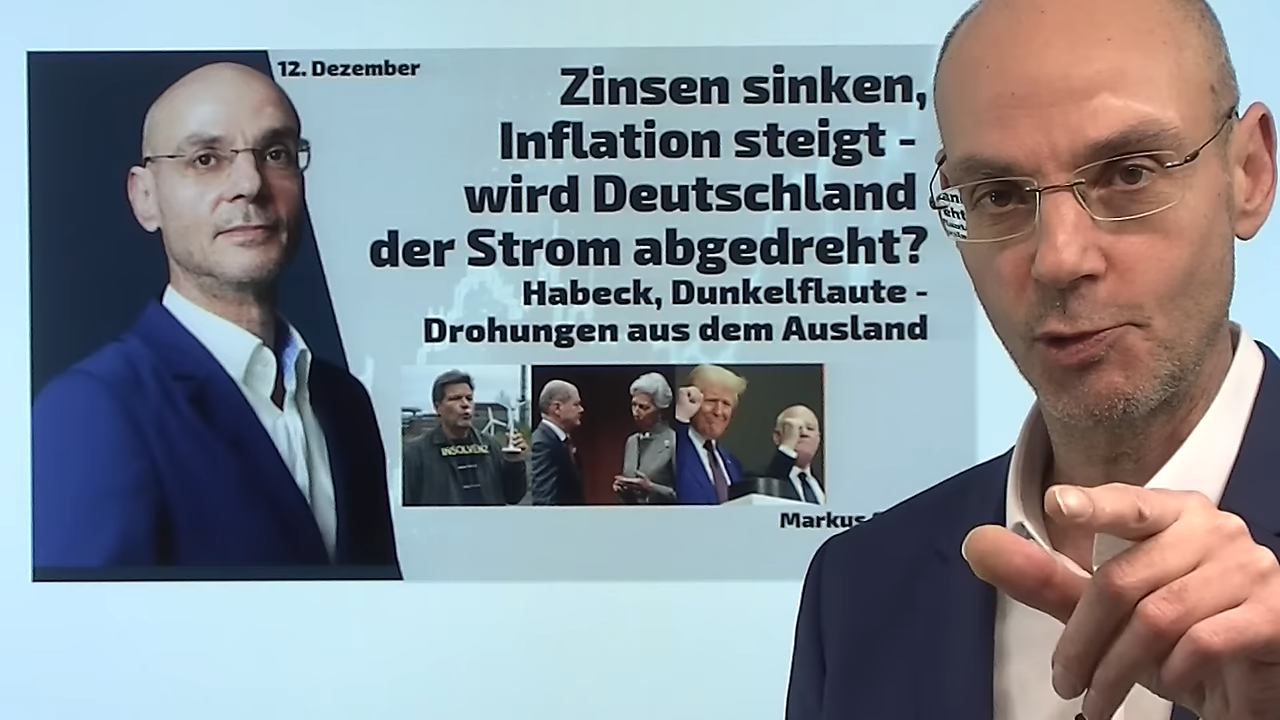 12. Dezember
Zinsen sinken,
Inflation steigt -
wird Deutschland
der Strom abgedreht?
Habeck, Dunkelflaute -
Drohungen aus dem Ausland
INSOLVENZ
Markus